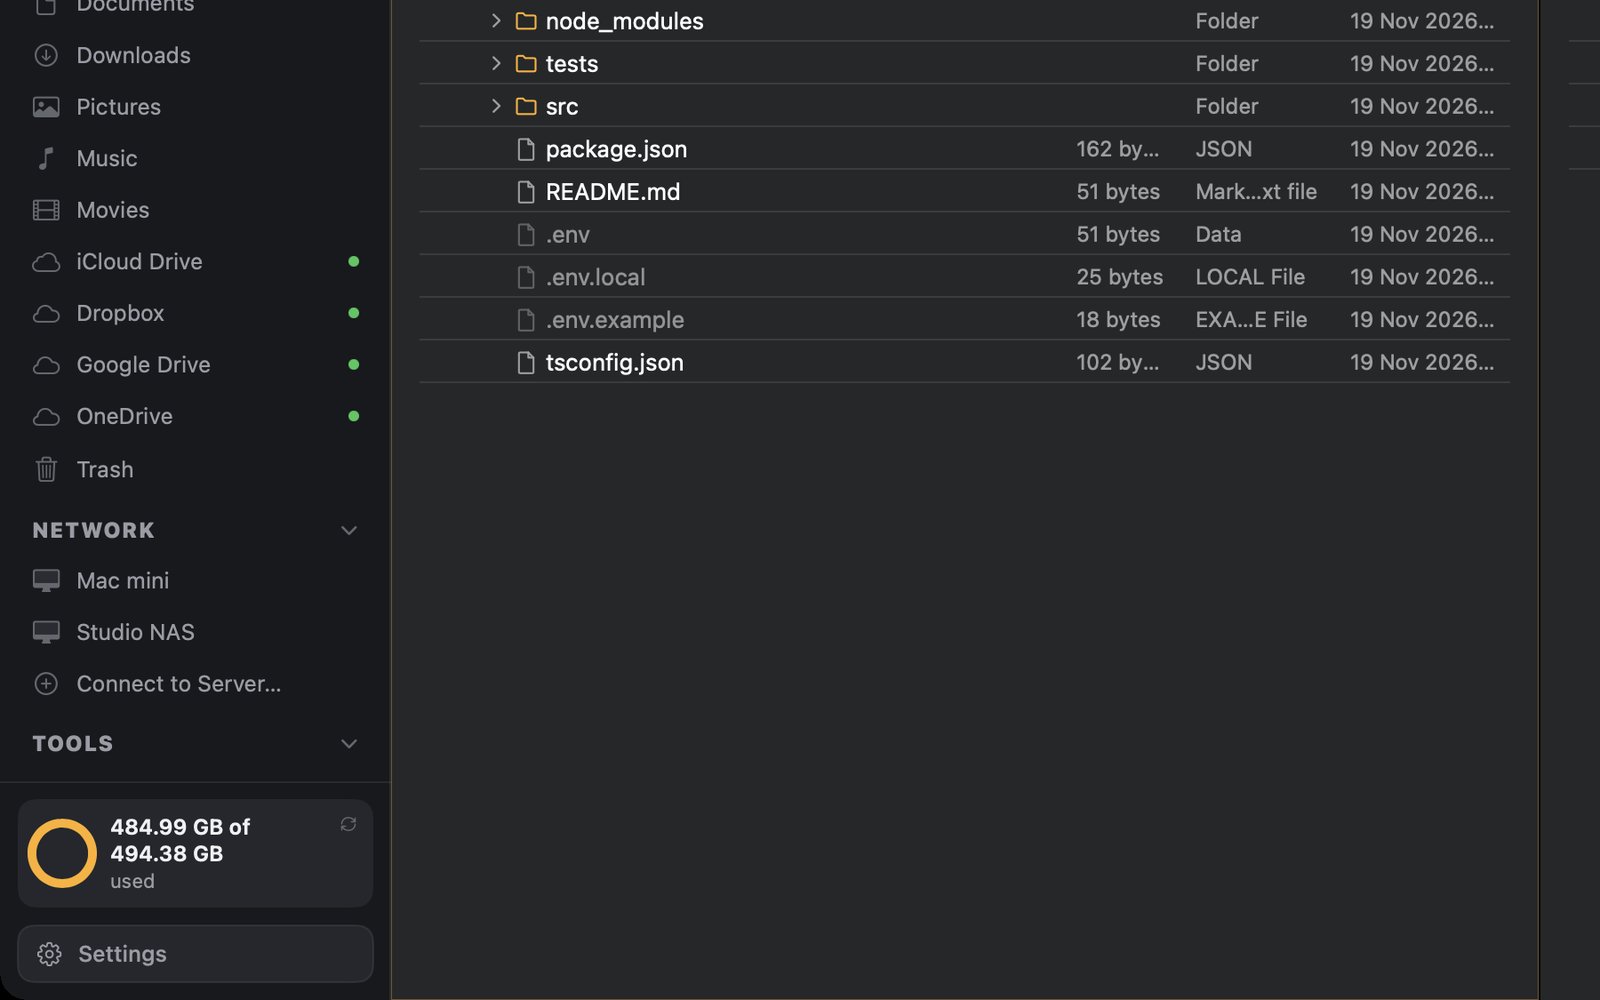 Documents
Downloads
Pictures
Music
Movies
iCloud Drive
Dropbox
Google Drive
OneDrive
Trash
NETWORK
Mac mini
Studio NAS
Connect to Server...
TOOLS
484.99 GB of
494.38 GB
used
Settings
node_modules Folder 19 Nov 2026...
tests Folder 19 Nov 2026...
src Folder 19 Nov 2026...
package.json 162 by... JSON 19 Nov 2026...
README.md 51 bytes Mark...xt file 19 Nov 2026...
.env 51 bytes Data 19 Nov 2026...
.env.local 25 bytes LOCAL File 19 Nov 2026...
.env.example 18 bytes EXA...E File 19 Nov 2026...
tsconfig.json 102 by... JSON 19 Nov 2026...